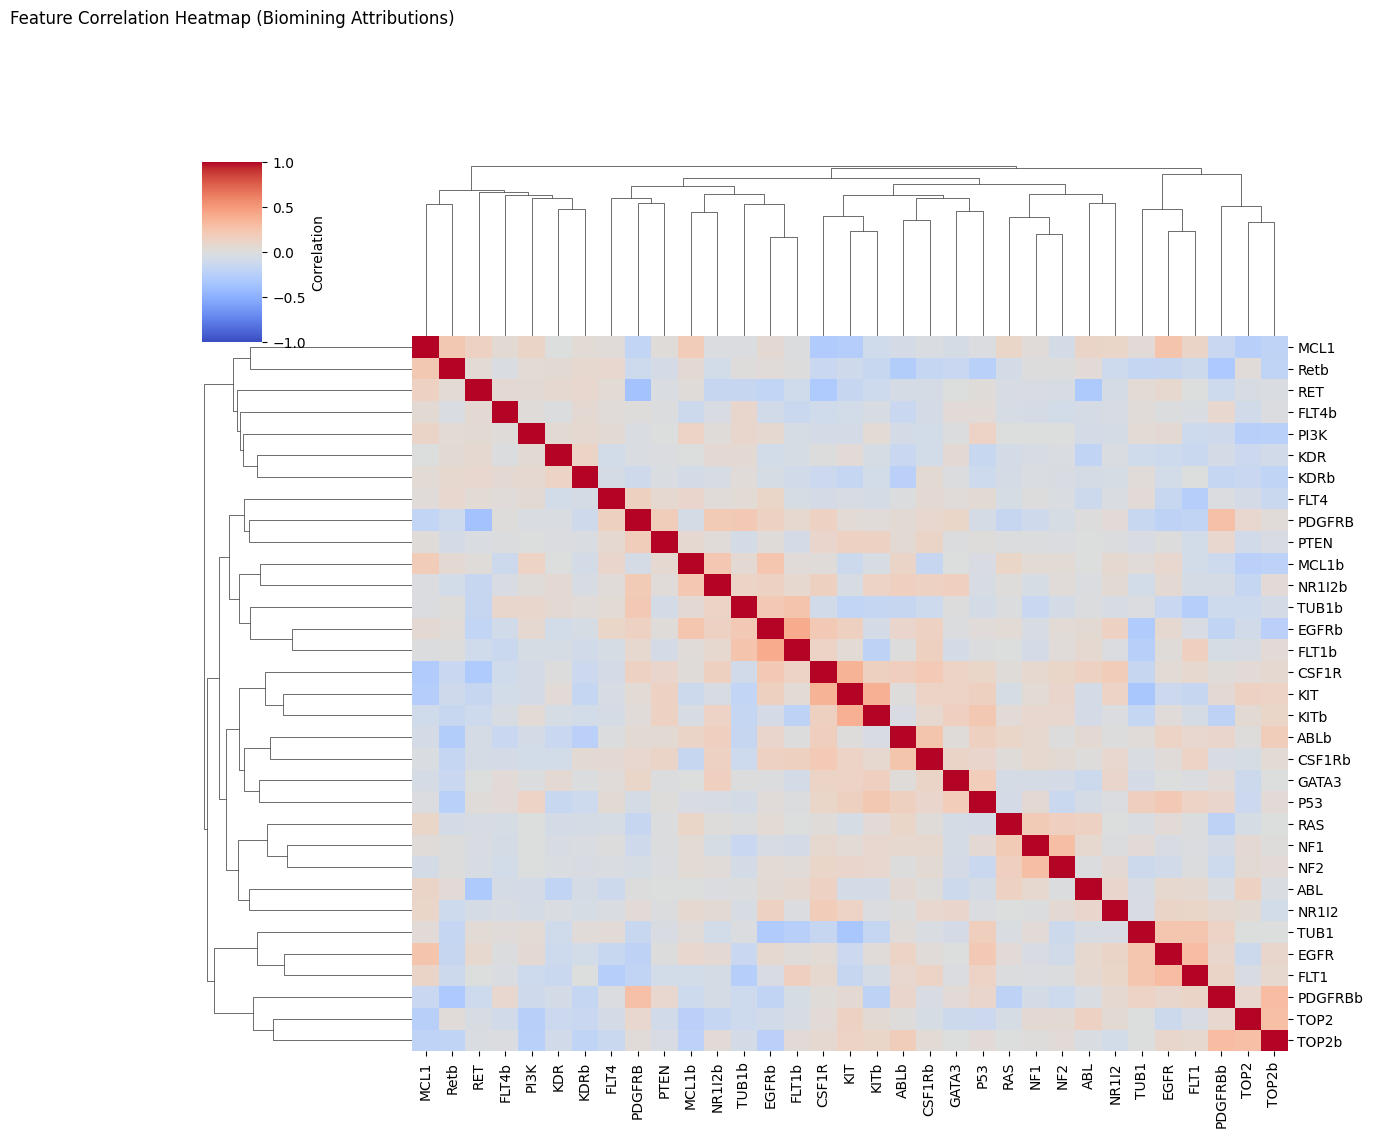 Feature Correlation Heatmap (Biomining Attributions)
1.0
0.5
0.0
−0.5
−1.0
Correlation
MCL1
Retb
RET
FLT4b
PI3K
KDR
KDRb
FLT4
PDGFRB
PTEN
MCL1b
NR1I2b
TUB1b
EGFRb
FLT1b
CSF1R
KIT
KITb
ABLb
CSF1Rb
GATA3
P53
RAS
NF1
NF2
ABL
NR1I2
TUB1
EGFR
FLT1
PDGFRBb
TOP2
TOP2b
MCL1
Retb
RET
FLT4b
PI3K
KDR
KDRb
FLT4
PDGFRB
PTEN
MCL1b
NR1I2b
TUB1b
EGFRb
FLT1b
CSF1R
KIT
KITb
ABLb
CSF1Rb
GATA3
P53
RAS
NF1
NF2
ABL
NR1I2
TUB1
EGFR
FLT1
PDGFRBb
TOP2
TOP2b